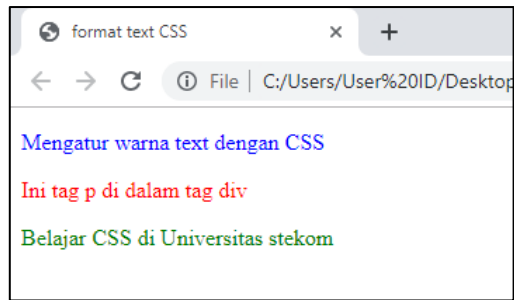 format text CSS
File | C:/Users/User%20ID/Desktop
Mengatur warna text dengan CSS
Ini tag p di dalam tag div
Belajar CSS di Universitas stekom